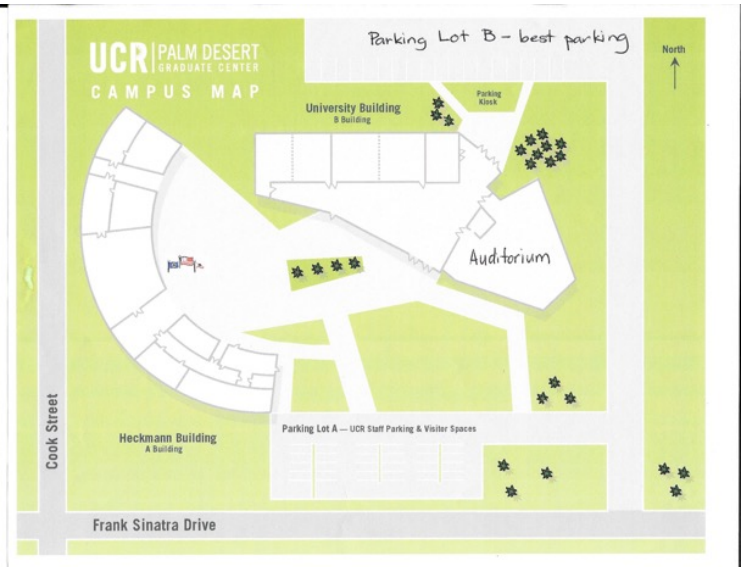 Parking Lot B - best parking
UCR PALM DESERT
GRADUATE CENTER
CAMPUS MAP
North
Parking
Kiosk
University Building
B Building
Auditorium
Cook Street
Parking Lot A — UCR Staff Parking & Visitor Spaces
Heckmann Building
A Building
Frank Sinatra Drive